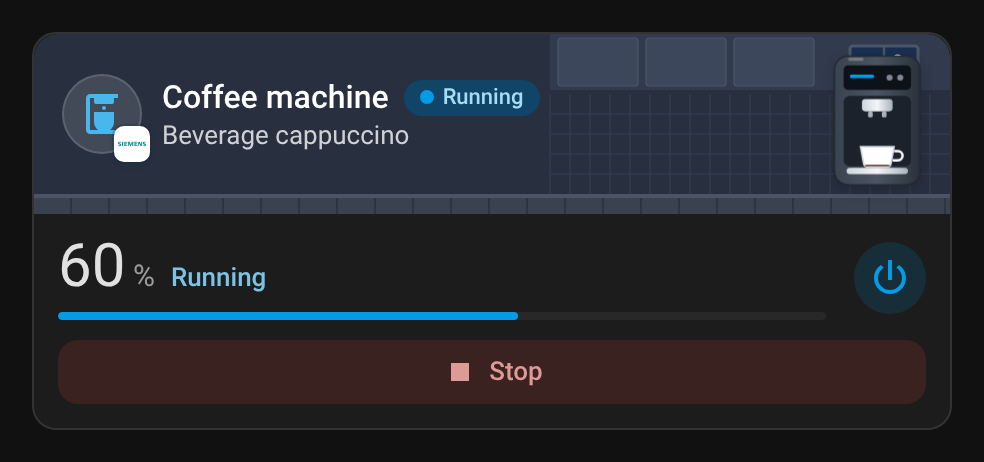 Coffee machine
Running
SIEMENS
Beverage cappuccino
60 % Running
Stop